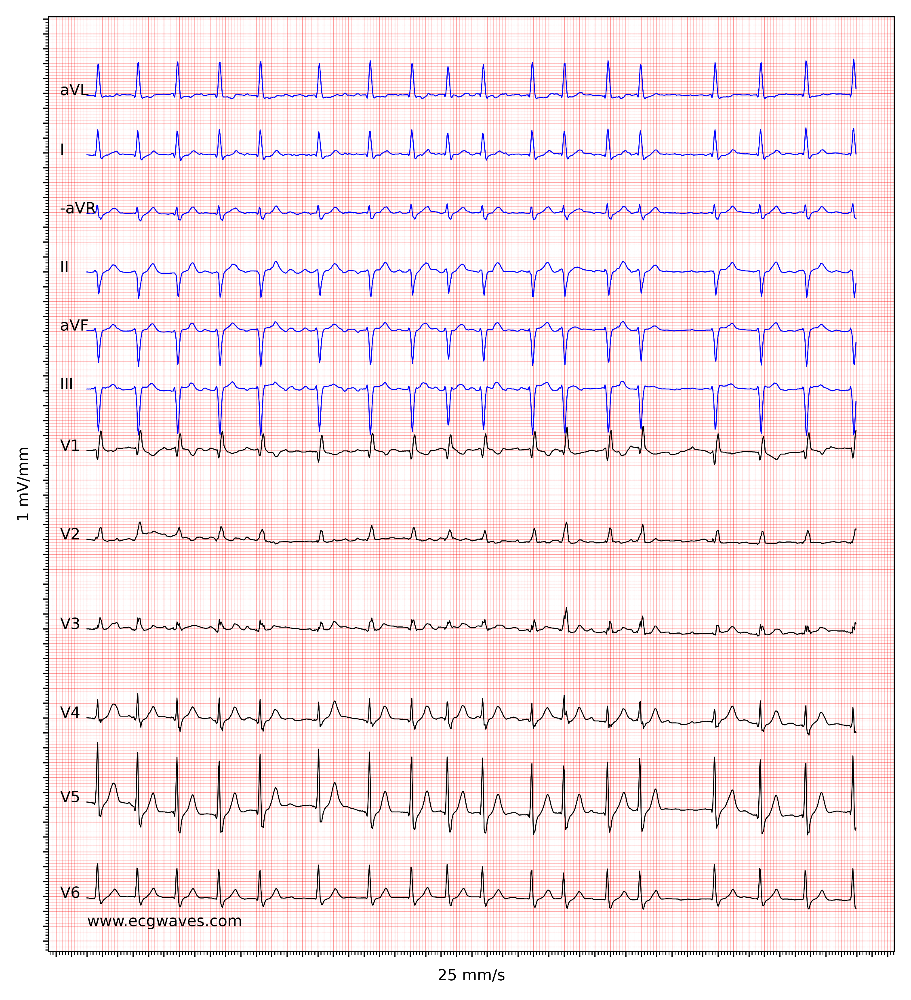 aVL
I
-aVR
II
aVF
III
V1
V2
V3
V4
V5
V6
www.ecgwaves.com
1 mV/mm
25 mm/s